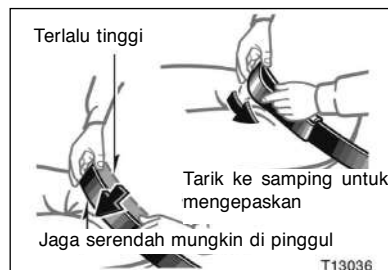 Terlalu tinggi
Tarik ke samping untuk
mengepaskan
Jaga serendah mungkin di pinggul
T13036